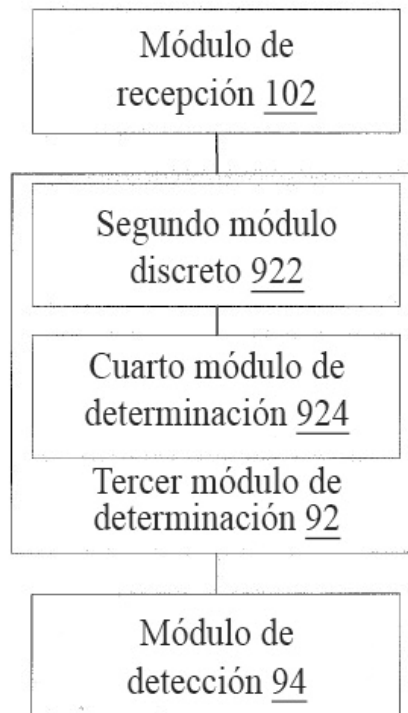 Módulo de
recepción 102
Segundo módulo
discreto 922
Cuarto módulo de
determinación 924
Tercer módulo de
determinación 92
Módulo de
detección 94